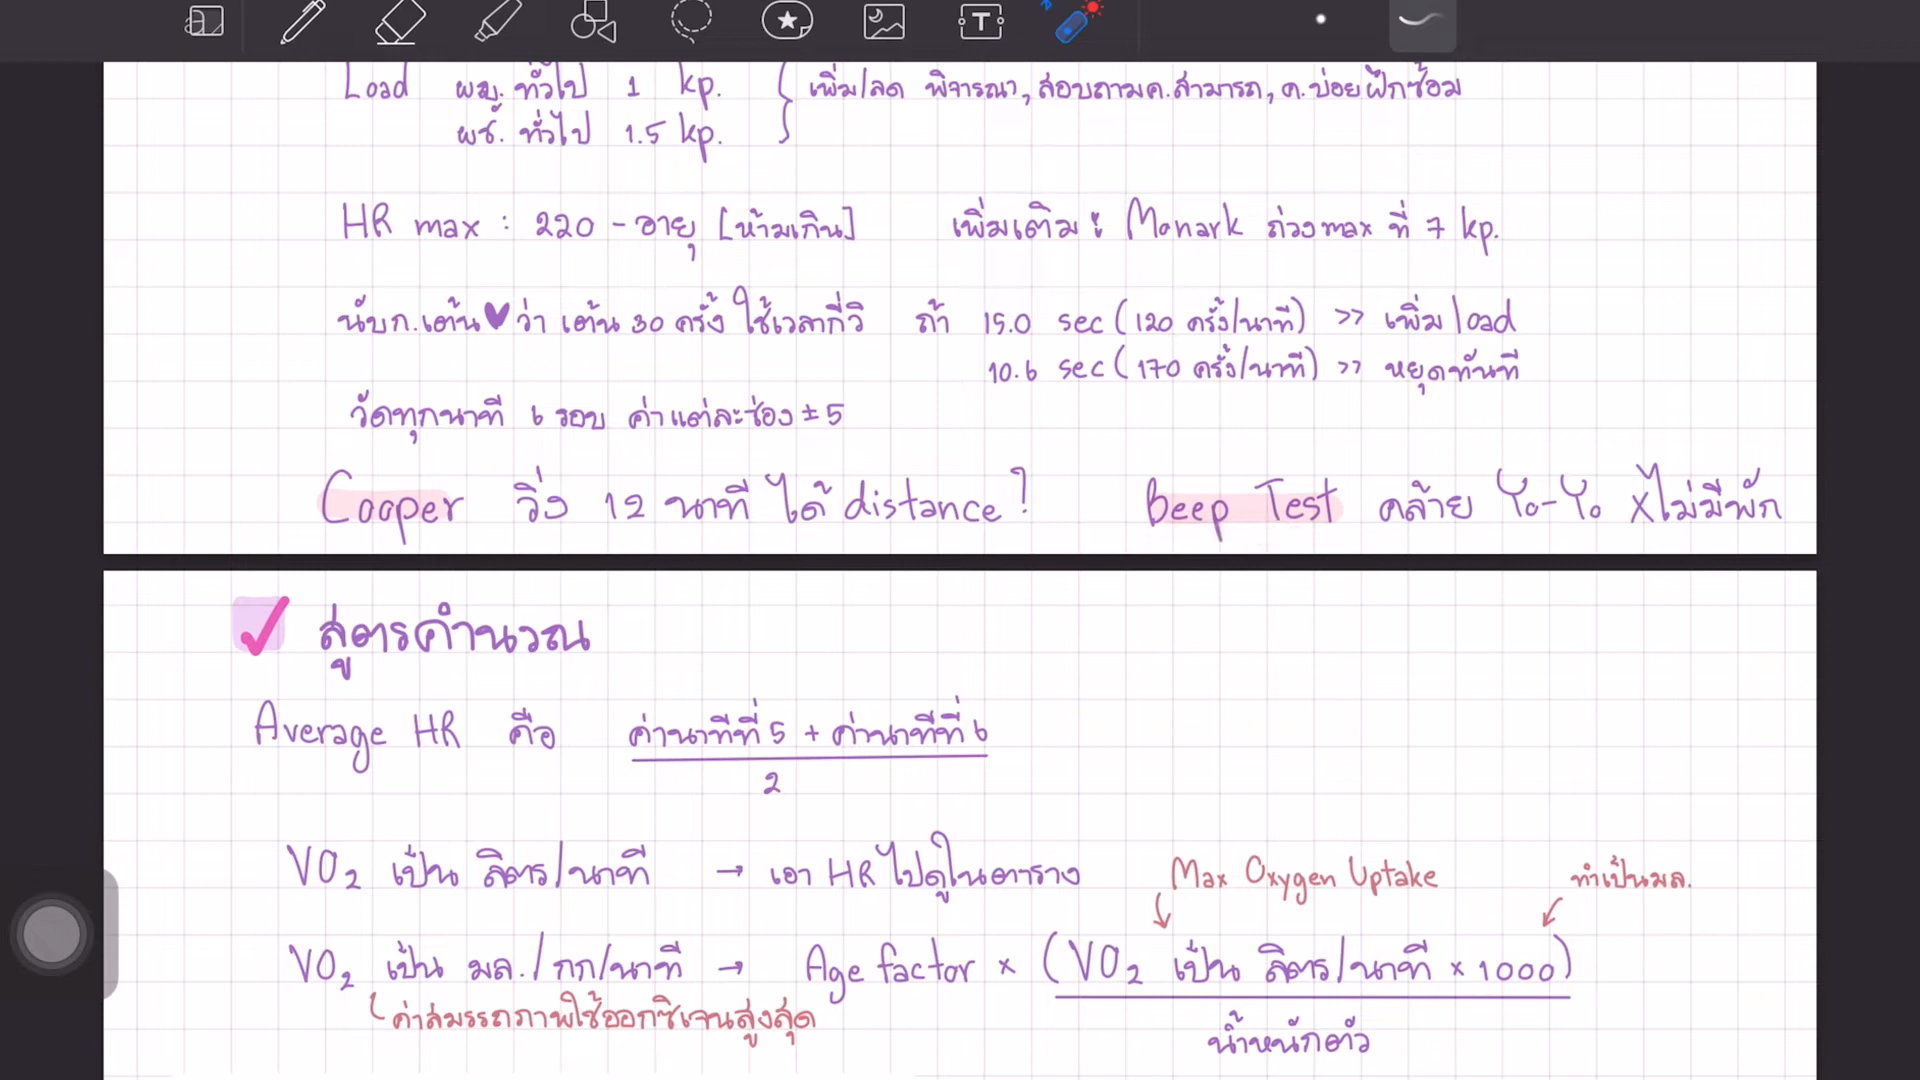 Load ผญ. ทั่วไป 1 kp. { เพิ่ม/ลด พิจารณา, สอบถามค.สามารถ, ค.บ่อยฝึกซ้อม
ผช. ทั่วไป 1.5 kp.
HR max : 220 - อายุ [ห้ามเกิน] เพิ่มเติม : Monark ถ่วงmax ที่ 7 kp.
นับก.เต้น♥ว่า เต้น 30 ครั้ง ใช้เวลากี่วิ ถ้า 15.0 sec (120 ครั้ง/นาที) >> เพิ่ม load
10.6 sec (170 ครั้ง/นาที) >> หยุดทันที
วัดทุกนาที 6 รอบ ค่าแต่ละช่อง ± 5
Cooper วิ่ง 12 นาที ได้ distance? Beep Test คล้าย Yo-Yo Xไม่มีพัก
✓ สูตรคำนวณ
Average HR คือ ค่านาทีที่ 5 + ค่านาทีที่ 6
2
VO2 เป็น ลิตร/นาที → เอา HR ไปดูในตาราง Max Oxygen Uptake ทำเป็นมล.
VO2 เป็น มล./กก/นาที → Age factor × (VO2 เป็น ลิตร/นาที × 1000)
ค่าสมรรถภาพใช้ออกซิเจนสูงสุด
น้ำหนักตัว